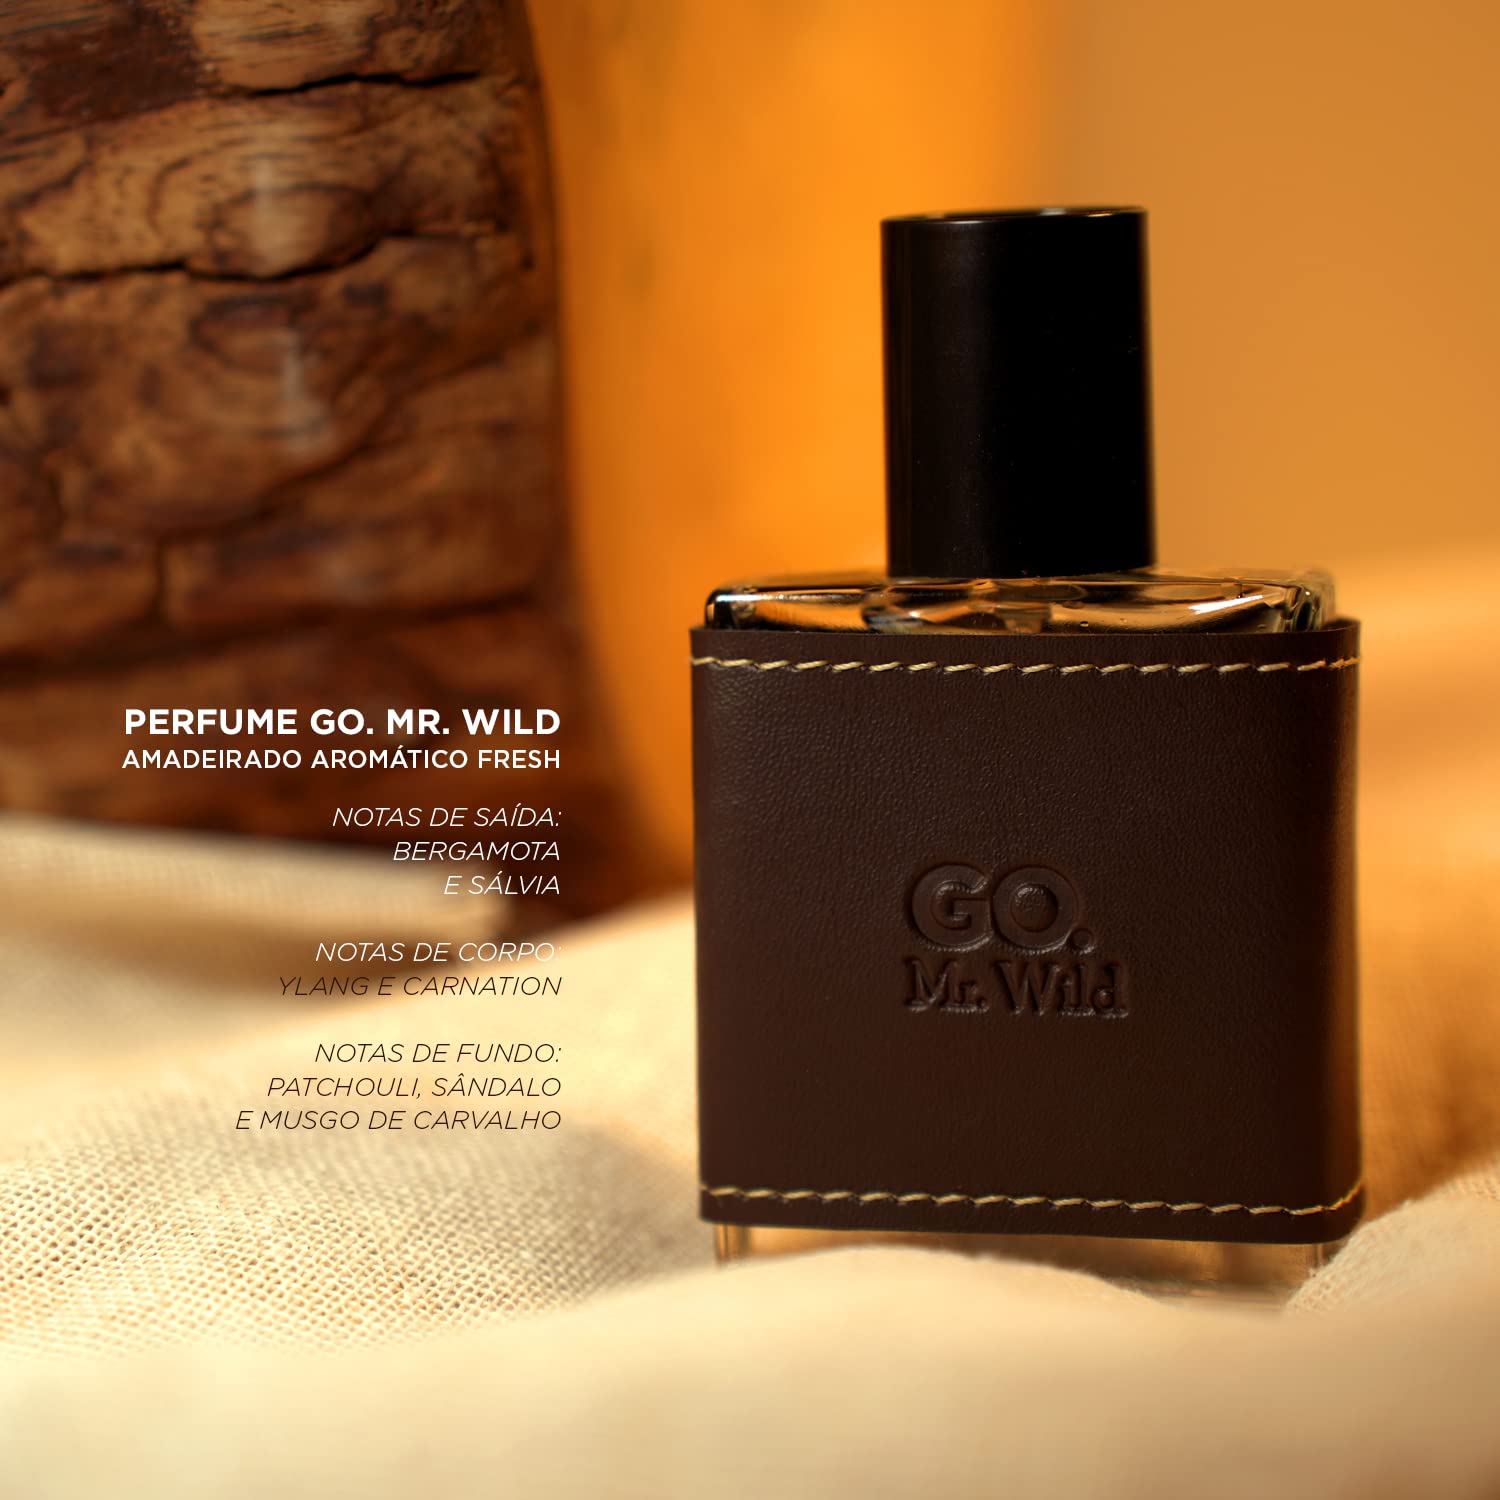 PERFUME GO. MR. WILD
AMADEIRADO AROMÁTICO FRESH
NOTAS DE SAÍDA:
BERGAMOTA
E SÁLVIA
NOTAS DE CORPO:
YLANG E CARNATION
NOTAS DE FUNDO:
PATCHOULI, SÂNDALO
E MUSGO DE CARVALHO
GO.
Mr. Wild